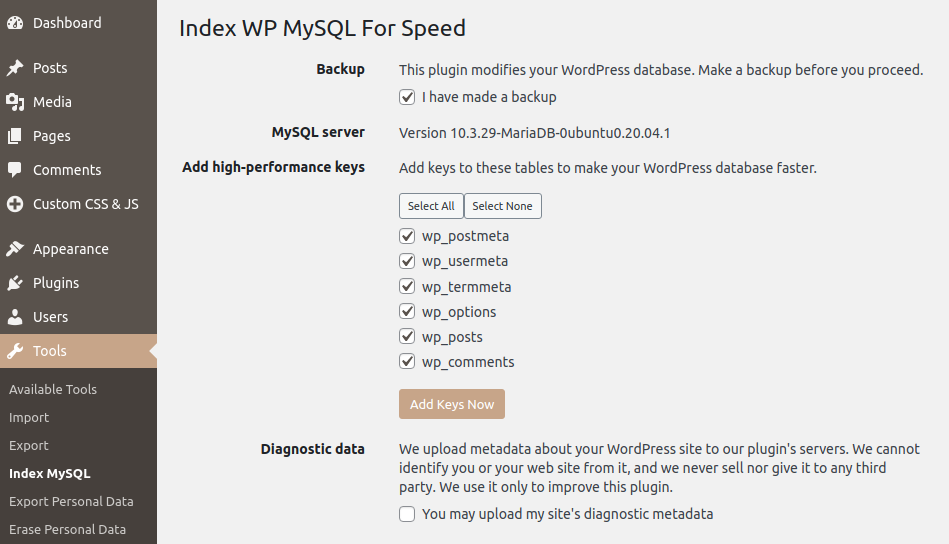 Dashboard
Posts
Media
Pages
Comments
Custom CSS & JS
Appearance
Plugins
Users
Tools
Available Tools
Import
Export
Index MySQL
Export Personal Data
Erase Personal Data
Index WP MySQL For Speed
Backup
This plugin modifies your WordPress database. Make a backup before you proceed.
I have made a backup
MySQL server
Version 10.3.29-MariaDB-0ubuntu0.20.04.1
Add high-performance keys
Add keys to these tables to make your WordPress database faster.
Select All
Select None
wp_postmeta
wp_usermeta
wp_termmeta
wp_options
wp_posts
wp_comments
Add Keys Now
Diagnostic data
We upload metadata about your WordPress site to our plugin's servers. We cannot
identify you or your web site from it, and we never sell nor give it to any third
party. We use it only to improve this plugin.
You may upload my site's diagnostic metadata